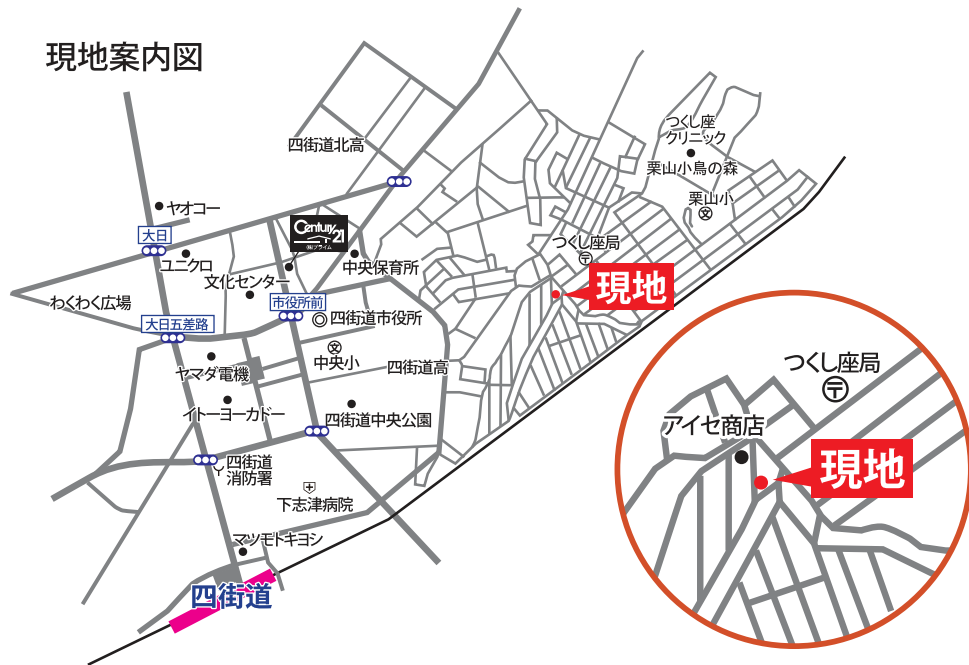 現地案内図
四街道北高
つくし座
クリニック
栗山小鳥の森
栗山小
文
ヤオコー
大日
Century 21
㈱プライム
ユニクロ
中央保育所
つくし座局
〒
現地
文化センター
わくわく広場
市役所前
四街道市役所
大日五差路
文
中央小
四街道高
ヤマダ電機
イトーヨーカドー
四街道中央公園
四街道
消防署
下志津病院
マツモトキヨシ
四街道
つくし座局
〒
アイセ商店
現地